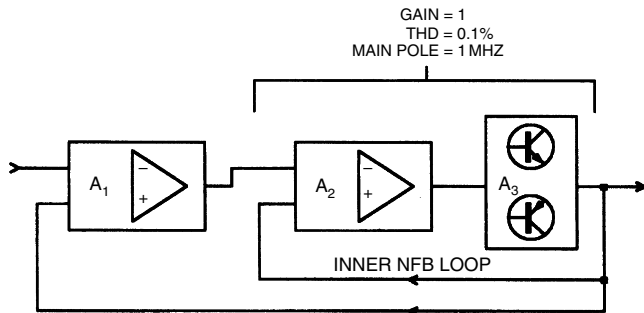 GAIN = 1
THD = 0.1%
MAIN POLE = 1 MHZ
A1
−
+
A2
−
+
A3
INNER NFB LOOP